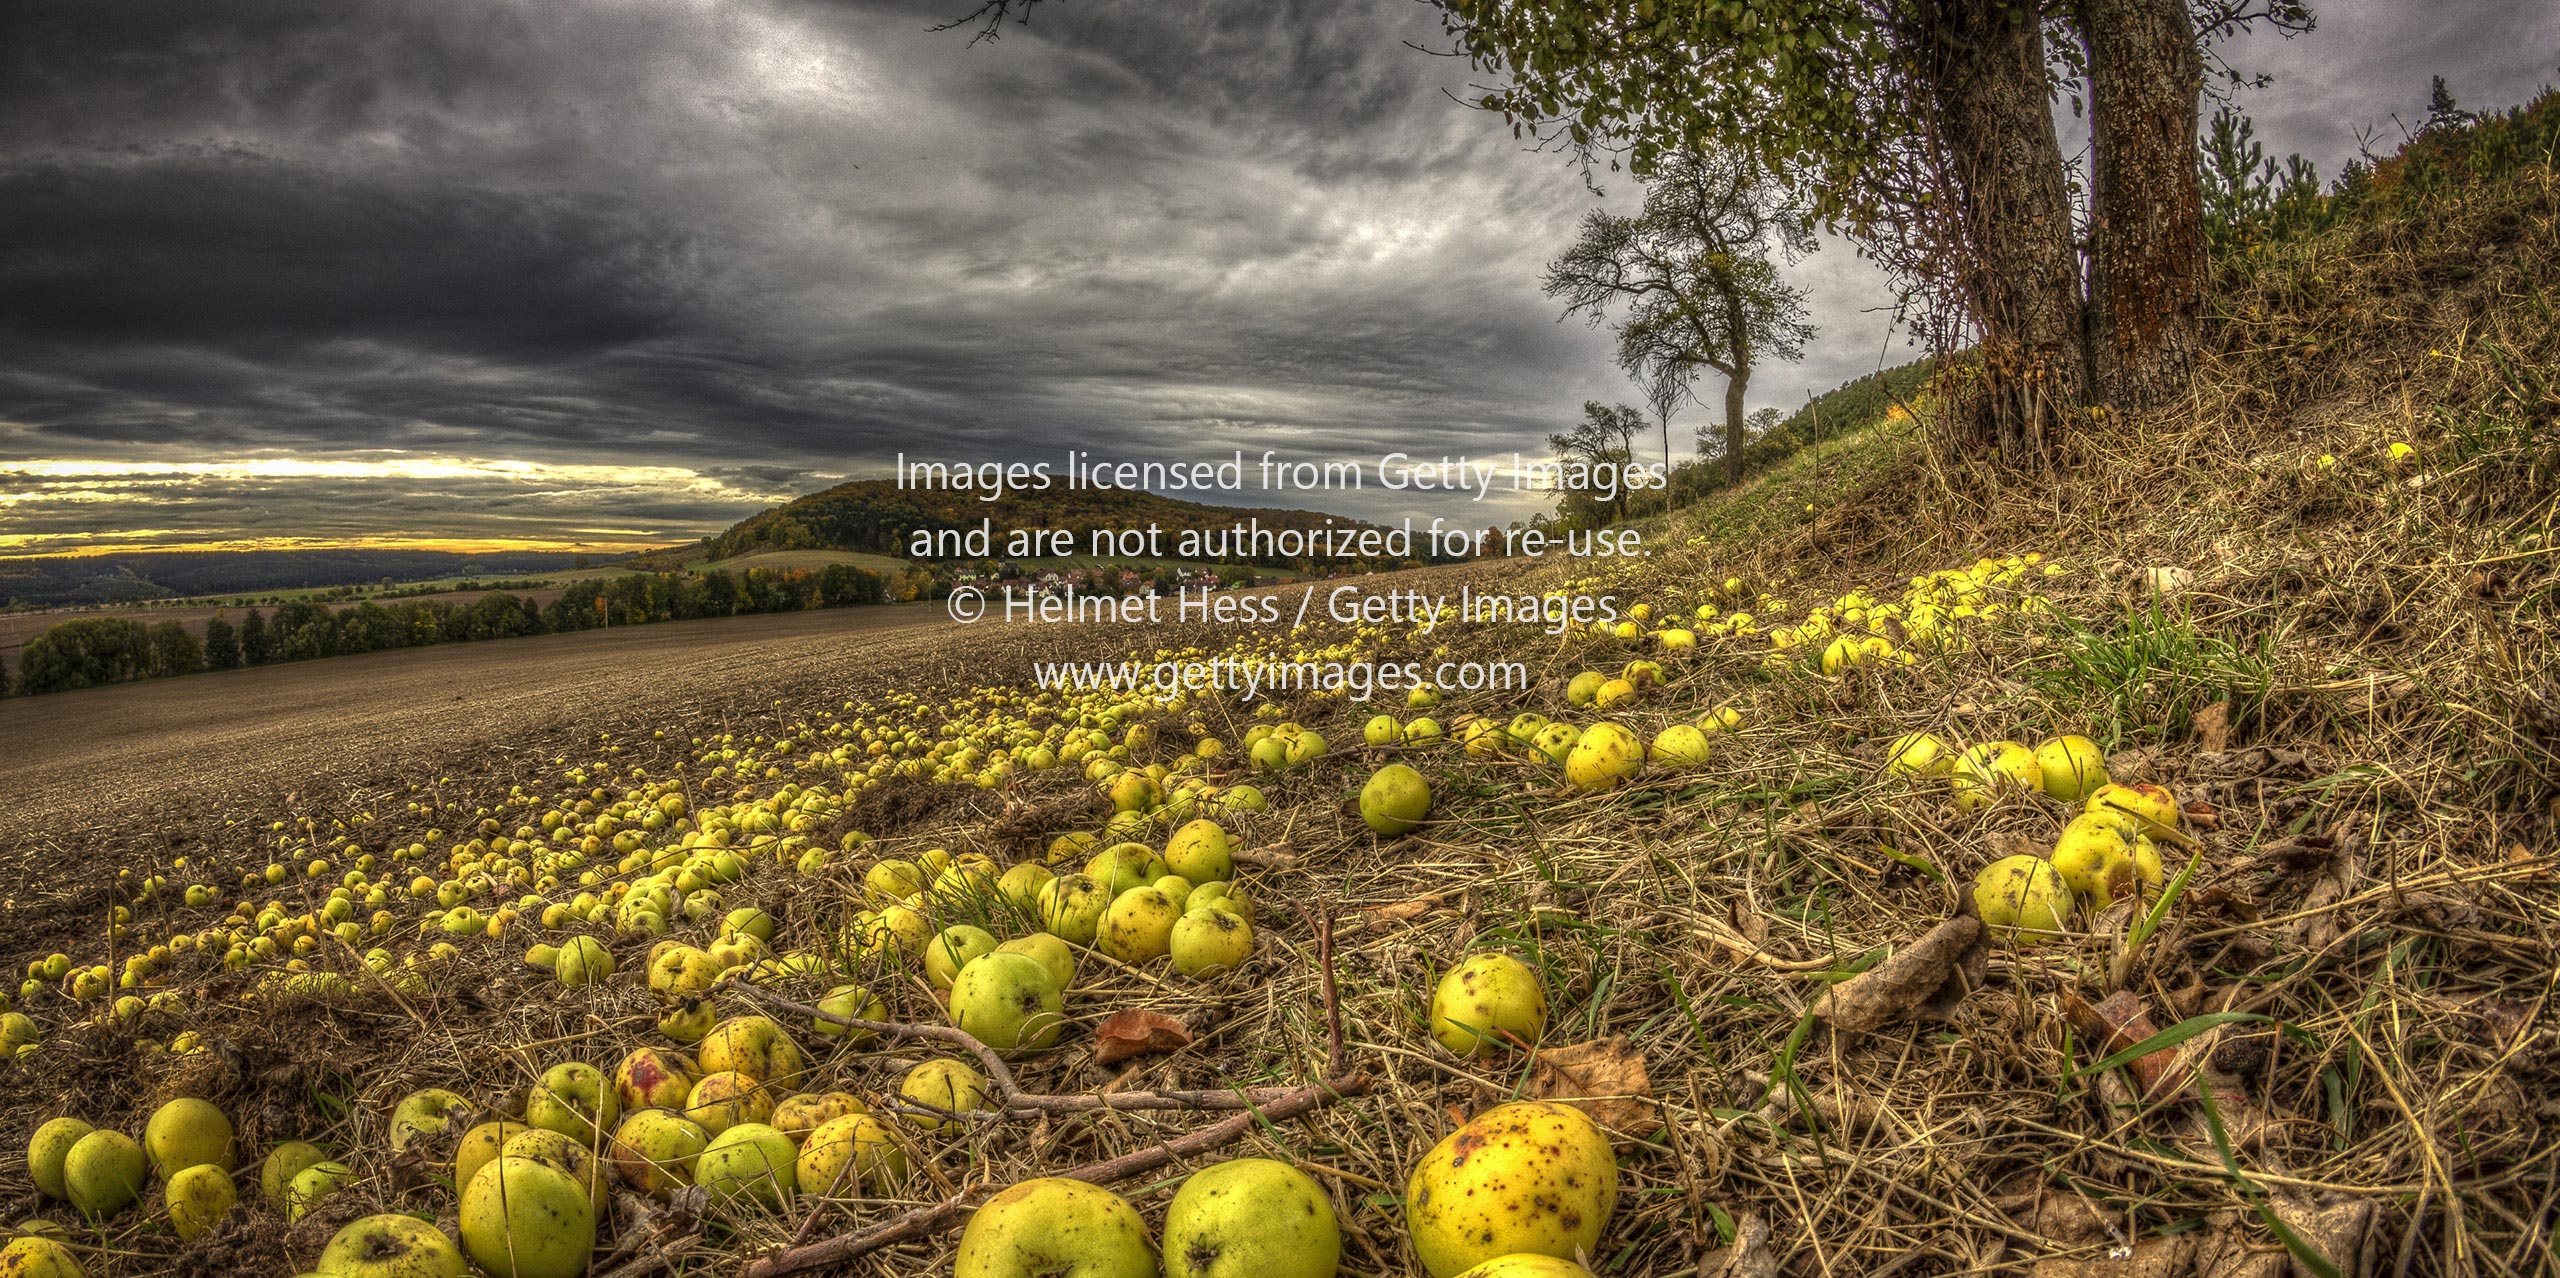 Images licensed from Getty Images
and are not authorized for re-use.
© Helmet Hess / Getty Images
www.gettyimages.com